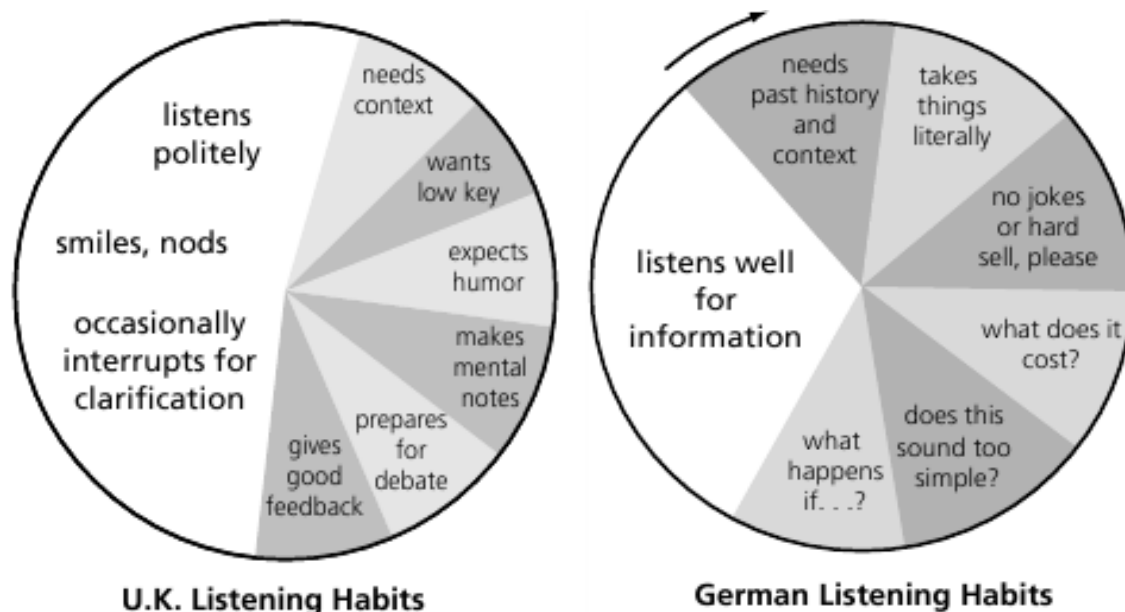 listens
politely
smiles, nods
occasionally
interrupts for
clarification
needs
context
wants
low key
expects
humor
makes
mental
notes
prepares
for
debate
gives
good
feedback
U.K. Listening Habits
needs
past history
and
context
takes
things
literally
no jokes
or hard
sell, please
what does it
cost?
does this
sound too
simple?
what
happens
if. . . .?
listens well
for
information
German Listening Habits